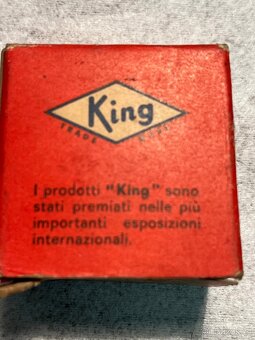 King
TRADE
I prodotti "King" sono
stati premiati nelle più
importanti esposizioni
internazionali.